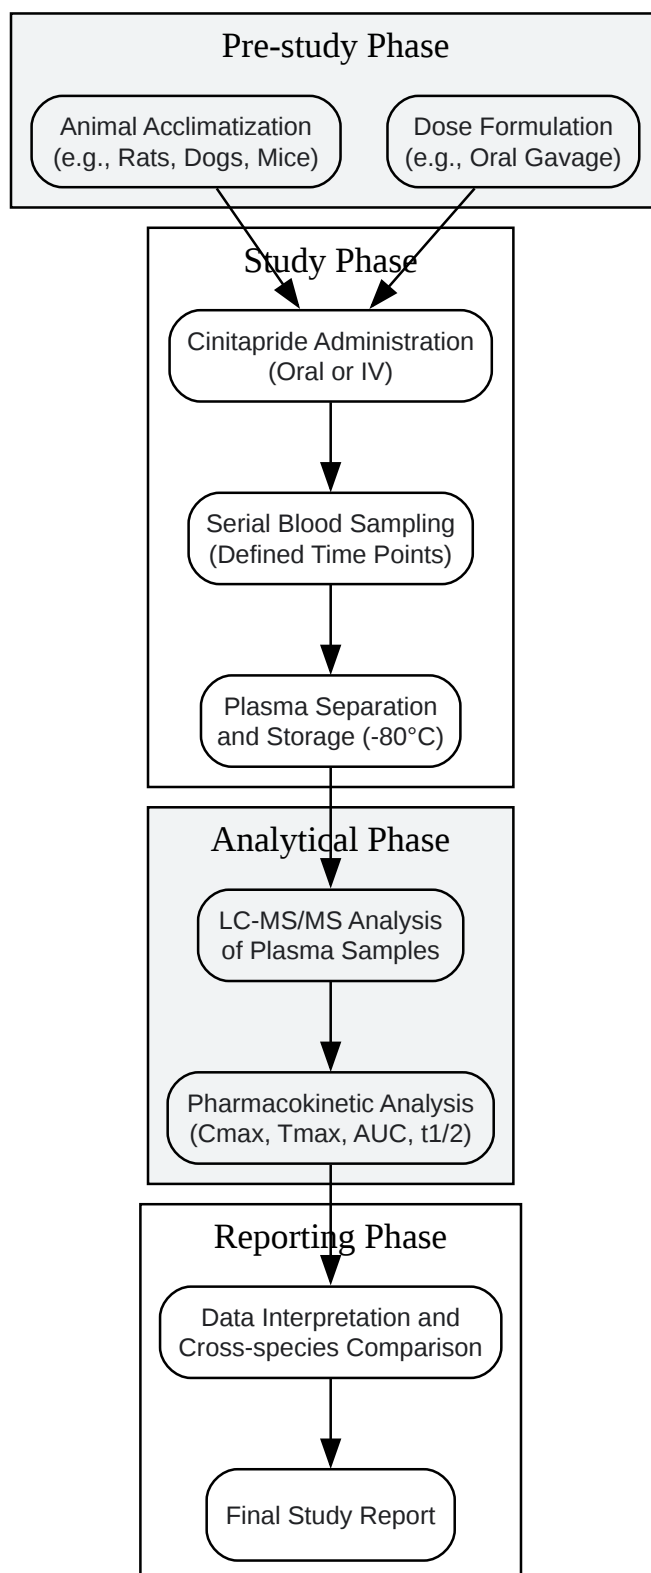 Pre-study Phase
Animal Acclimatization
(e.g., Rats, Dogs, Mice)
Dose Formulation
(e.g., Oral Gavage)
Study Phase
Cinitapride Administration
(Oral or IV)
Serial Blood Sampling
(Defined Time Points)
Plasma Separation
and Storage (-80°C)
Analytical Phase
LC-MS/MS Analysis
of Plasma Samples
Pharmacokinetic Analysis
(Cmax, Tmax, AUC, t1/2)
Reporting Phase
Data Interpretation and
Cross-species Comparison
Final Study Report